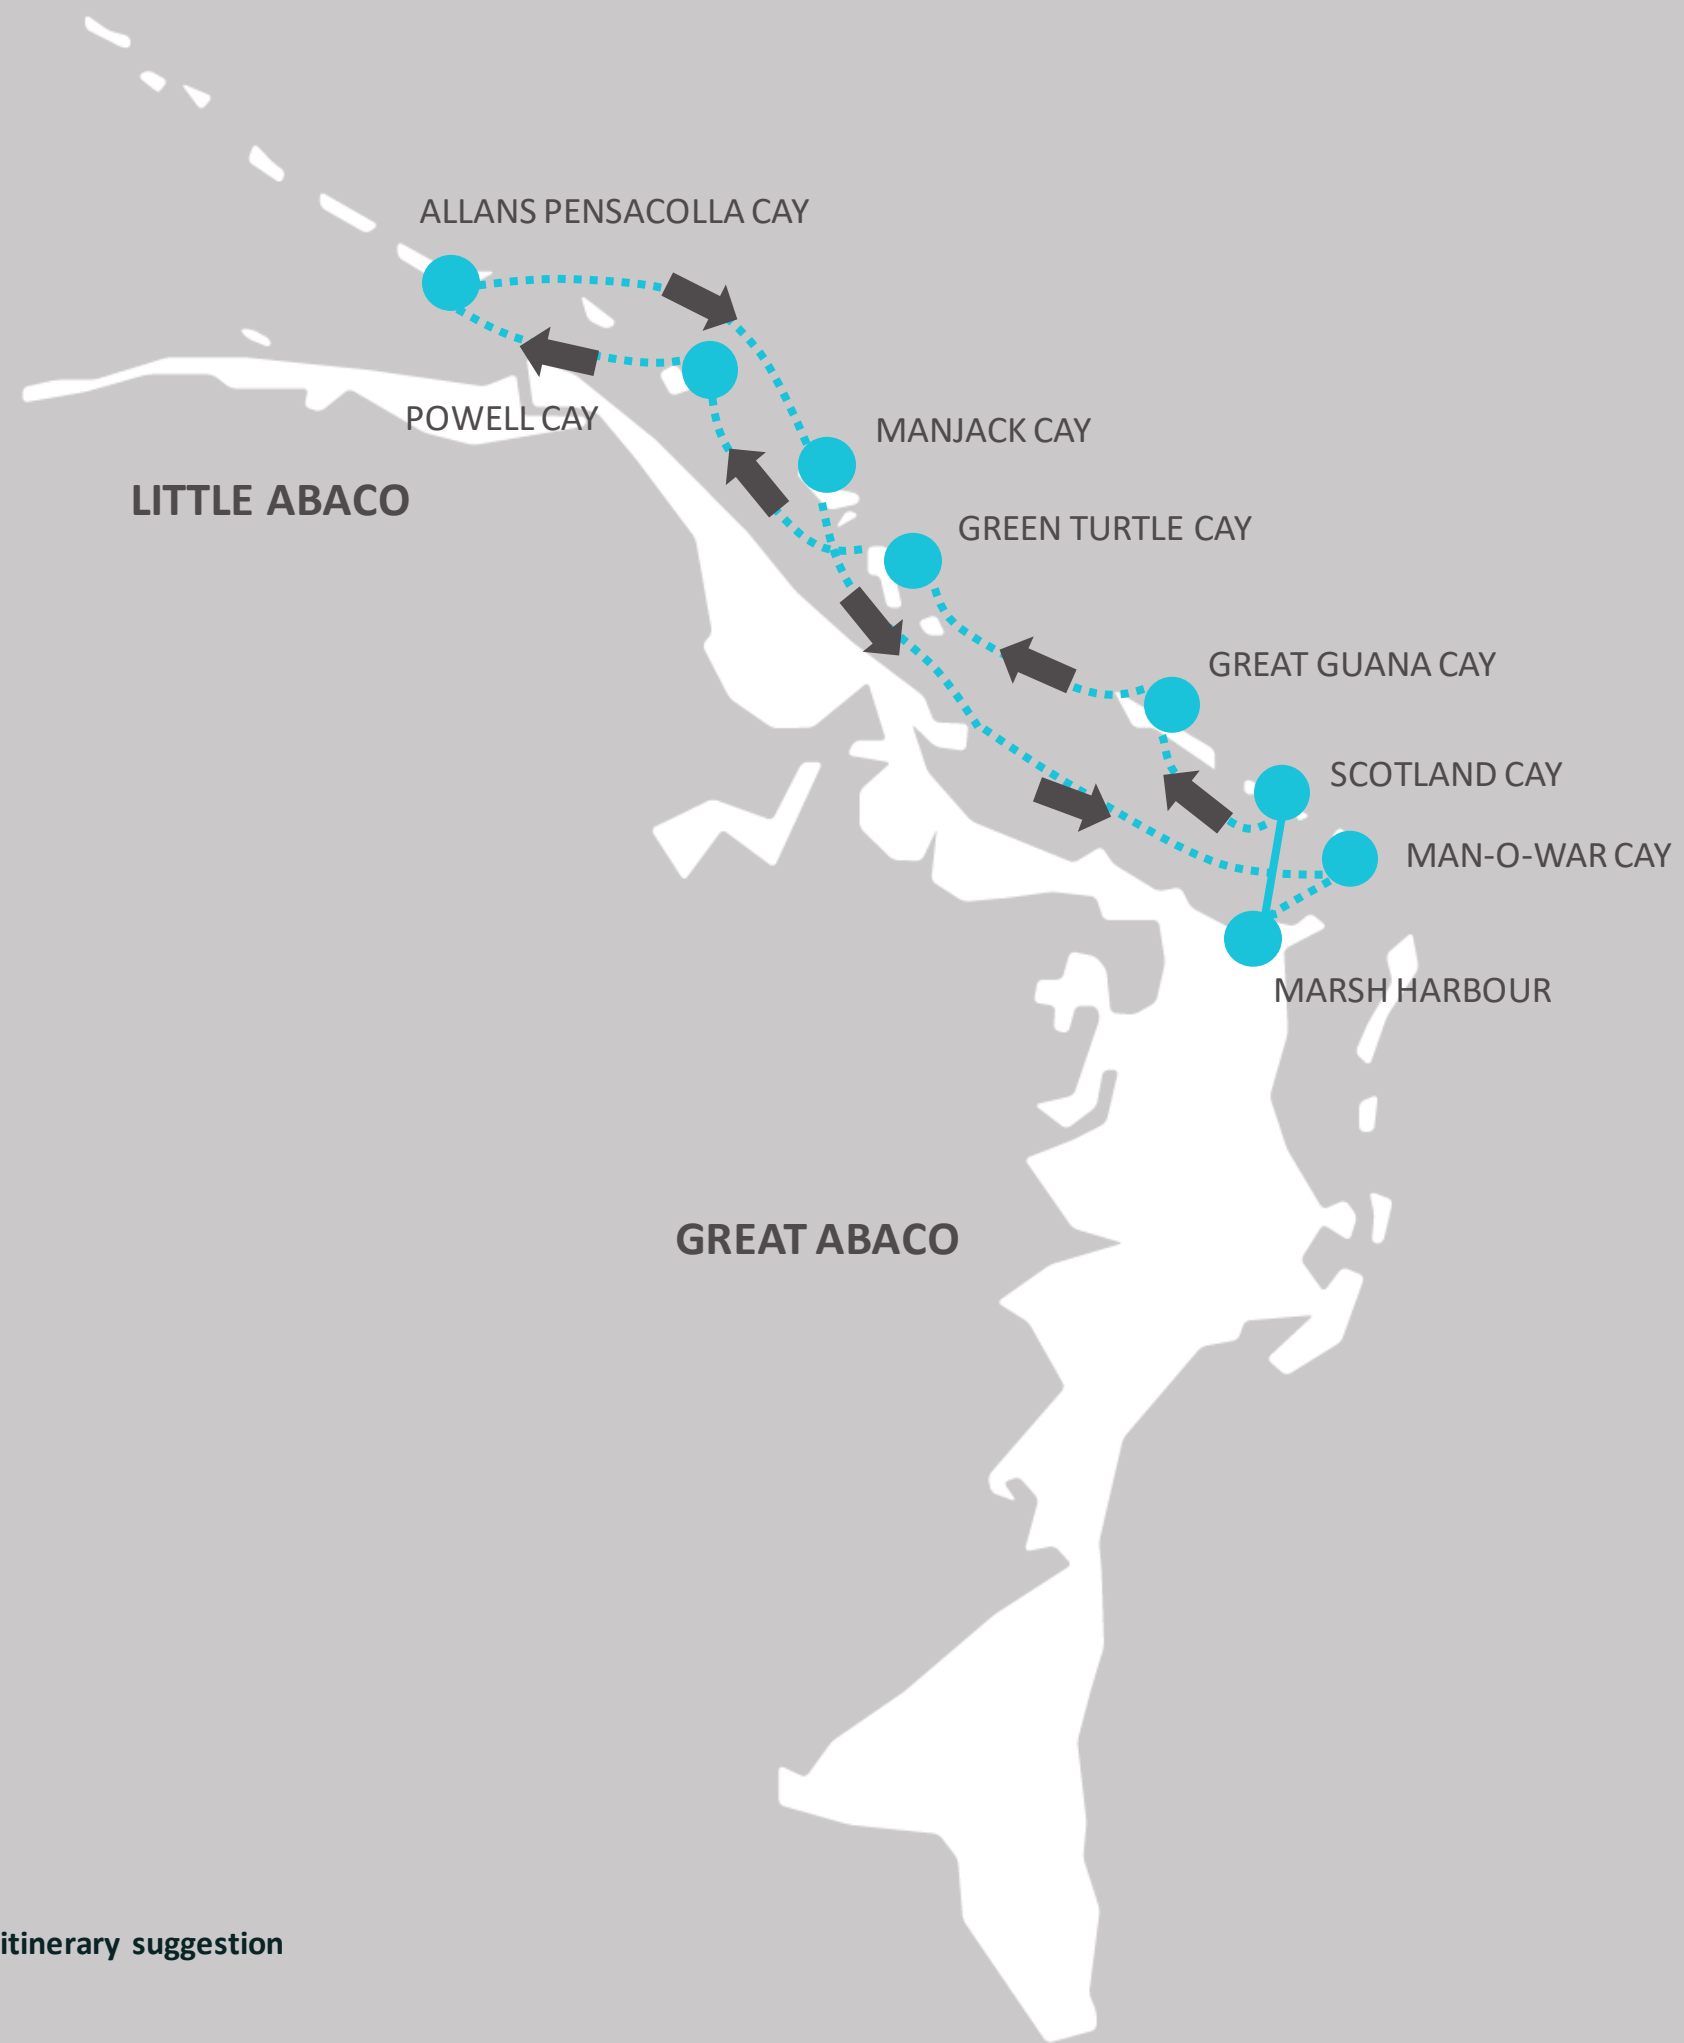 ALLANS PENSACOLLA CAY
POWELL CAY
MANJACK CAY
LITTLE ABACO
GREEN TURTLE CAY
GREAT GUANA CAY
SCOTLAND CAY
MAN-O-WAR CAY
MARSH HARBOUR
GREAT ABACO
itinerary suggestion